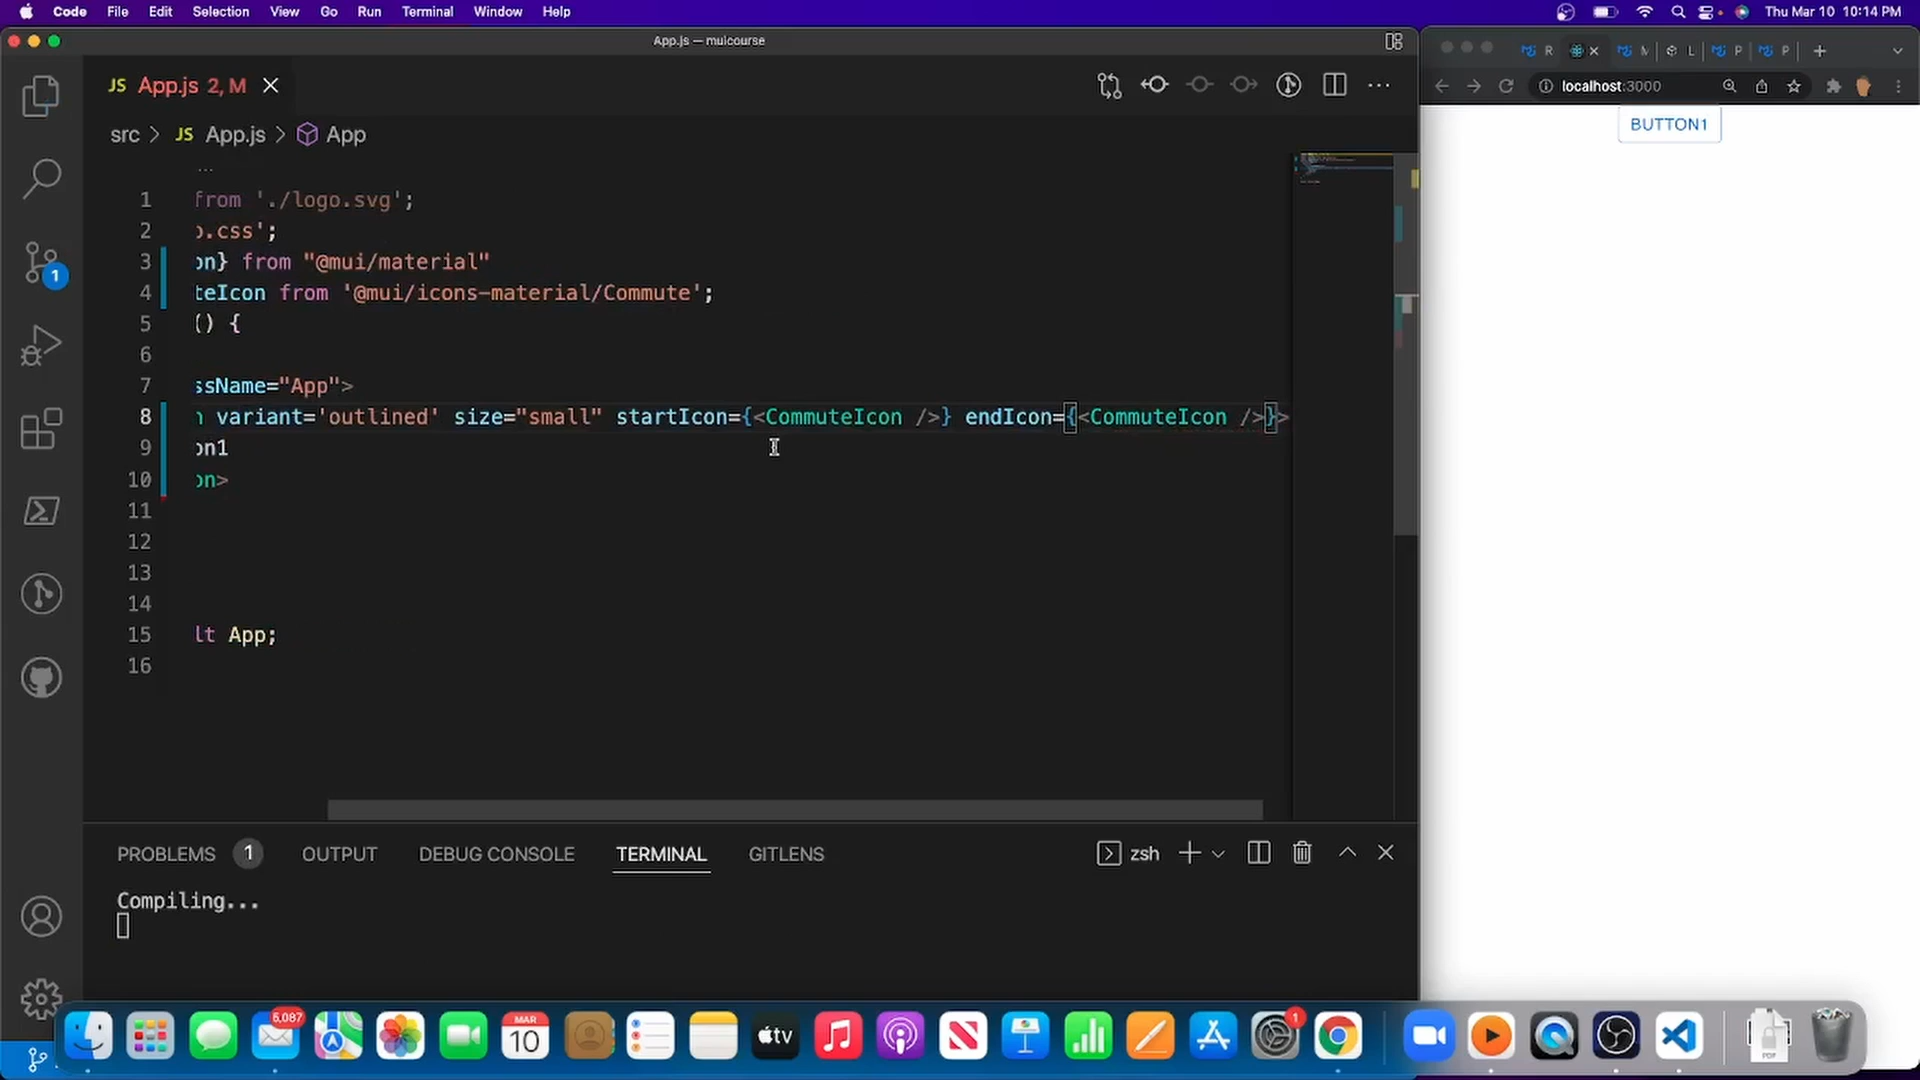 Code File Edit Selection View Go Run Terminal Window Help Thu Mar 10 10:14 PM
App.js — muicourse
JS App.js 2, M
R M L P P
localhost:3000
src > JS App.js > App
BUTTON1
...
1 from './logo.svg';
2 p.css';
3 on} from "@mui/material"
4 teIcon from '@mui/icons-material/Commute';
5 () {
6
7 ssName="App">
8 n variant='outlined' size="small" startIcon={<CommuteIcon />} endIcon={<CommuteIcon />}>
9 on1
10 on>
11
12
13
14
15 lt App;
16
1
PROBLEMS 1 OUTPUT DEBUG CONSOLE TERMINAL GITLENS zsh
Compiling...
5,087
MAR
10
tv
1
PDF